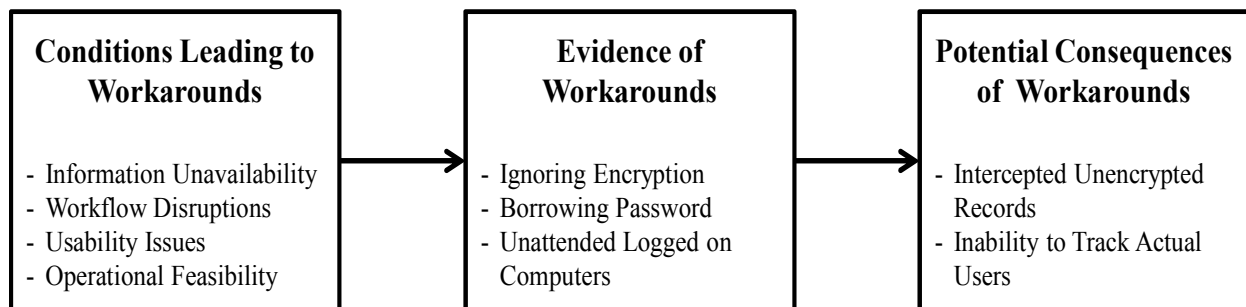 Conditions Leading to
Workarounds
- Information Unavailability
- Workflow Disruptions
- Usability Issues
- Operational Feasibility
Evidence of
Workarounds
- Ignoring Encryption
- Borrowing Password
- Unattended Logged on
Computers
Potential Consequences
of Workarounds
- Intercepted Unencrypted
Records
- Inability to Track Actual
Users